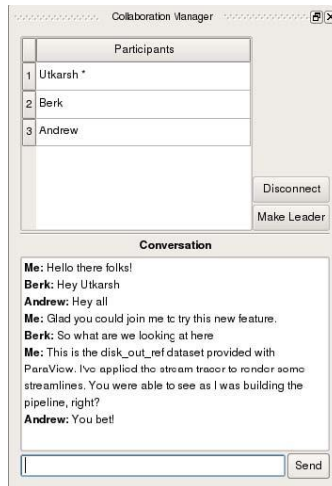 Collaboration Manager
Participants
1 Utkarsh *
2 Berk
3 Andrew
Disconnect
Make Leader
Conversation
Me: Hello there folks!
Berk: Hey Utkarsh
Andrew: Hey all
Me: Glad you could join me to try this new feature.
Berk: So what are we looking at here
Me: This is the disk_out_ref dataset provided with
ParaView. I've applied the stream tracer to render some
streamlines. You were able to see as I was building the
pipeline, right?
Andrew: You bet!
Send